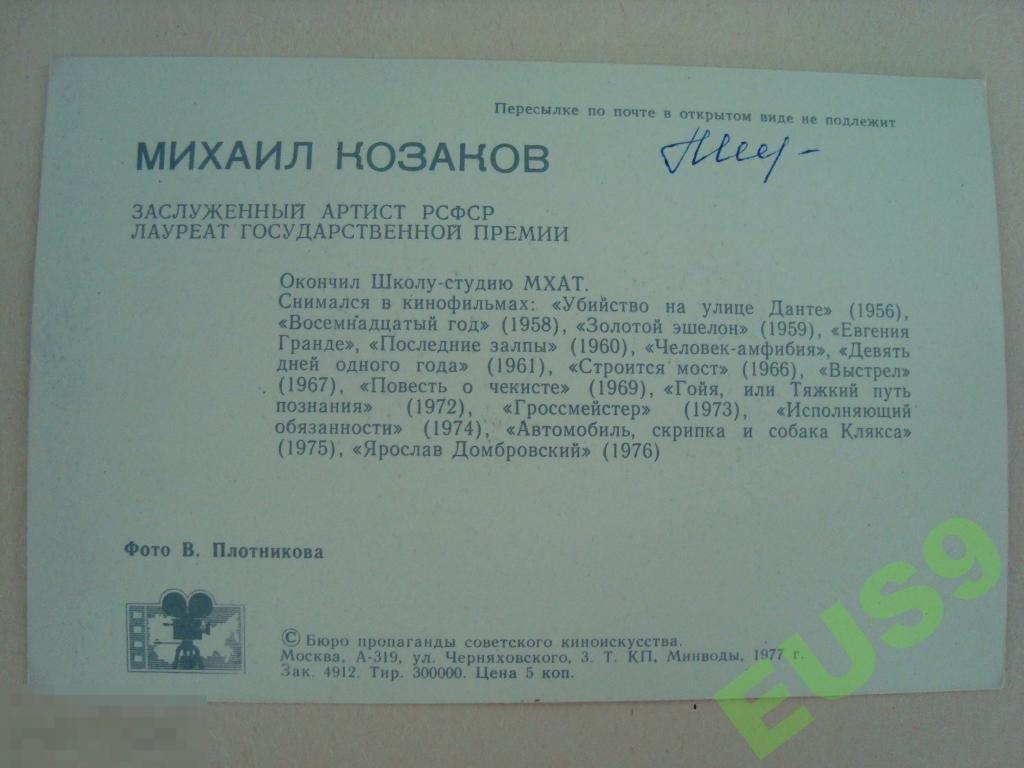 Пересылке по почте в открытом виде не подлежит
МИХАИЛ КОЗАКОВ
ЗАСЛУЖЕННЫЙ АРТИСТ РСФСР
ЛАУРЕАТ ГОСУДАРСТВЕННОЙ ПРЕМИИ
Окончил Школу-студию МХАТ.
Снимался в кинофильмах: «Убийство на улице Данте» (1956),
«Восемнадцатый год» (1958), «Золотой эшелон» (1959), «Евгения
Гранде», «Последние залпы» (1960), «Человек-амфибия», «Девять
дней одного года» (1961), «Строится мост» (1966), «Выстрел»
(1967), «Повесть о чекисте» (1969), «Гойя, или Тяжкий путь
познания» (1972), «Гроссмейстер» (1973), «Исполняющий
обязанности» (1974), «Автомобиль, скрипка и собака Клякса»
(1975), «Ярослав Домбровский» (1976)
Фото В. Плотникова
© Бюро пропаганды советского киноискусства.
Москва, А-319, ул. Черняховского, 3. Т. КП, Минводы, 1977 г.
Зак. 4912. Тир. 300000. Цена 5 коп.
EUS9